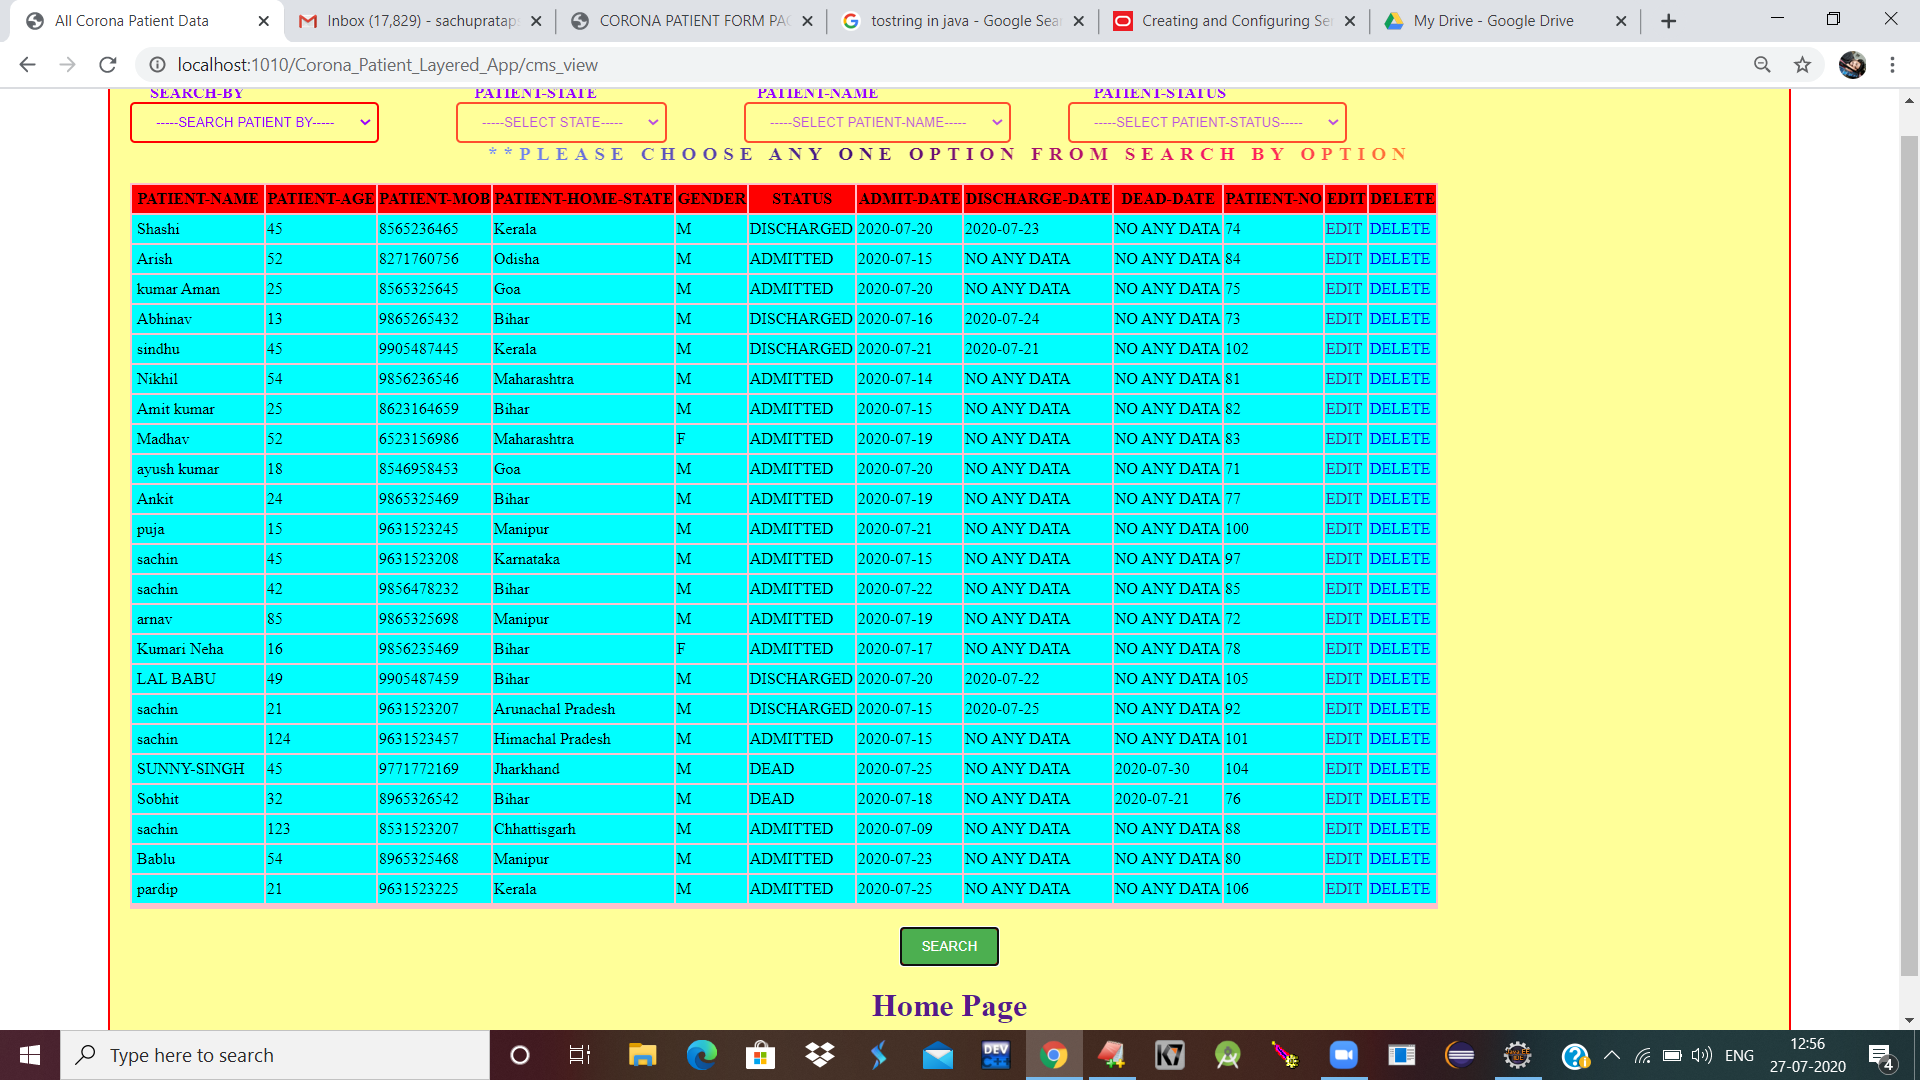 All Corona Patient Data
Inbox (17,829) - sachupratap
CORONA PATIENT FORM PAG
tostring in java - Google Sea
Creating and Configuring Se
My Drive - Google Drive
localhost:1010/Corona_Patient_Layered_App/cms_view
SEARCH-BY PATIENT-STATE PATIENT-NAME PATIENT-STATUS
-----SEARCH PATIENT BY----- -----SELECT STATE----- -----SELECT PATIENT-NAME----- -----SELECT PATIENT-STATUS-----
**PLEASE CHOOSE ANY ONE OPTION FROM SEARCH BY OPTION
PATIENT-NAME PATIENT-AGE PATIENT-MOB PATIENT-HOME-STATE GENDER STATUS ADMIT-DATE DISCHARGE-DATE DEAD-DATE PATIENT-NO EDIT DELETE
Shashi 45 8565236465 Kerala M DISCHARGED 2020-07-20 2020-07-23 NO ANY DATA 74 EDIT DELETE
Arish 52 8271760756 Odisha M ADMITTED 2020-07-15 NO ANY DATA NO ANY DATA 84 EDIT DELETE
kumar Aman 25 8565325645 Goa M ADMITTED 2020-07-20 NO ANY DATA NO ANY DATA 75 EDIT DELETE
Abhinav 13 9865265432 Bihar M DISCHARGED 2020-07-16 2020-07-24 NO ANY DATA 73 EDIT DELETE
sindhu 45 9905487445 Kerala M DISCHARGED 2020-07-21 2020-07-21 NO ANY DATA 102 EDIT DELETE
Nikhil 54 9856236546 Maharashtra M ADMITTED 2020-07-14 NO ANY DATA NO ANY DATA 81 EDIT DELETE
Amit kumar 25 8623164659 Bihar M ADMITTED 2020-07-15 NO ANY DATA NO ANY DATA 82 EDIT DELETE
Madhav 52 6523156986 Maharashtra F ADMITTED 2020-07-19 NO ANY DATA NO ANY DATA 83 EDIT DELETE
ayush kumar 18 8546958453 Goa M ADMITTED 2020-07-20 NO ANY DATA NO ANY DATA 71 EDIT DELETE
Ankit 24 9865325469 Bihar M ADMITTED 2020-07-19 NO ANY DATA NO ANY DATA 77 EDIT DELETE
puja 15 9631523245 Manipur M ADMITTED 2020-07-21 NO ANY DATA NO ANY DATA 100 EDIT DELETE
sachin 45 9631523208 Karnataka M ADMITTED 2020-07-15 NO ANY DATA NO ANY DATA 97 EDIT DELETE
sachin 42 9856478232 Bihar M ADMITTED 2020-07-22 NO ANY DATA NO ANY DATA 85 EDIT DELETE
arnav 85 9865325698 Manipur M ADMITTED 2020-07-19 NO ANY DATA NO ANY DATA 72 EDIT DELETE
Kumari Neha 16 9856235469 Bihar F ADMITTED 2020-07-17 NO ANY DATA NO ANY DATA 78 EDIT DELETE
LAL BABU 49 9905487459 Bihar M DISCHARGED 2020-07-20 2020-07-22 NO ANY DATA 105 EDIT DELETE
sachin 21 9631523207 Arunachal Pradesh M DISCHARGED 2020-07-15 2020-07-25 NO ANY DATA 92 EDIT DELETE
sachin 124 9631523457 Himachal Pradesh M ADMITTED 2020-07-15 NO ANY DATA NO ANY DATA 101 EDIT DELETE
SUNNY-SINGH 45 9771772169 Jharkhand M DEAD 2020-07-25 NO ANY DATA 2020-07-30 104 EDIT DELETE
Sobhit 32 8965326542 Bihar M DEAD 2020-07-18 NO ANY DATA 2020-07-21 76 EDIT DELETE
sachin 123 8531523207 Chhattisgarh M ADMITTED 2020-07-09 NO ANY DATA NO ANY DATA 88 EDIT DELETE
Bablu 54 8965325468 Manipur M ADMITTED 2020-07-23 NO ANY DATA NO ANY DATA 80 EDIT DELETE
pardip 21 9631523225 Kerala M ADMITTED 2020-07-25 NO ANY DATA NO ANY DATA 106 EDIT DELETE
SEARCH
Home Page
Type here to search
DEV C++
ENG
12:56
27-07-2020
4